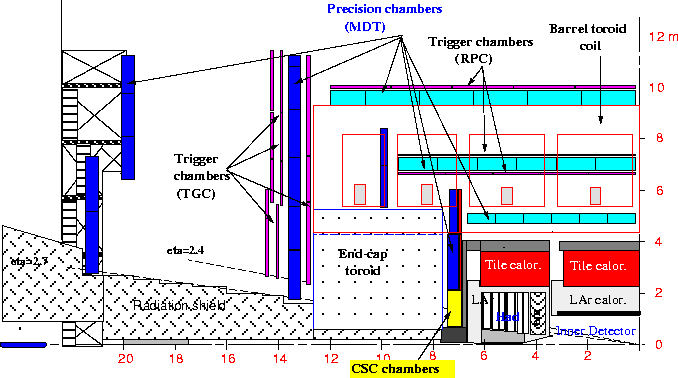 Precision chambers
(MDT)
Barrel toroid
coil
12 m
Trigger chambers
(RPC)
10
8
Trigger
chambers
(TGC)
6
eta=2.4
eta=2.7
End-cap
toroid
4
Tile calor.
Tile calor.
Radiation shield
LA
LAr calor.
2
Had
Inner Detector
0
20
18
16
14
12
10
8
6
4
2
CSC chambers